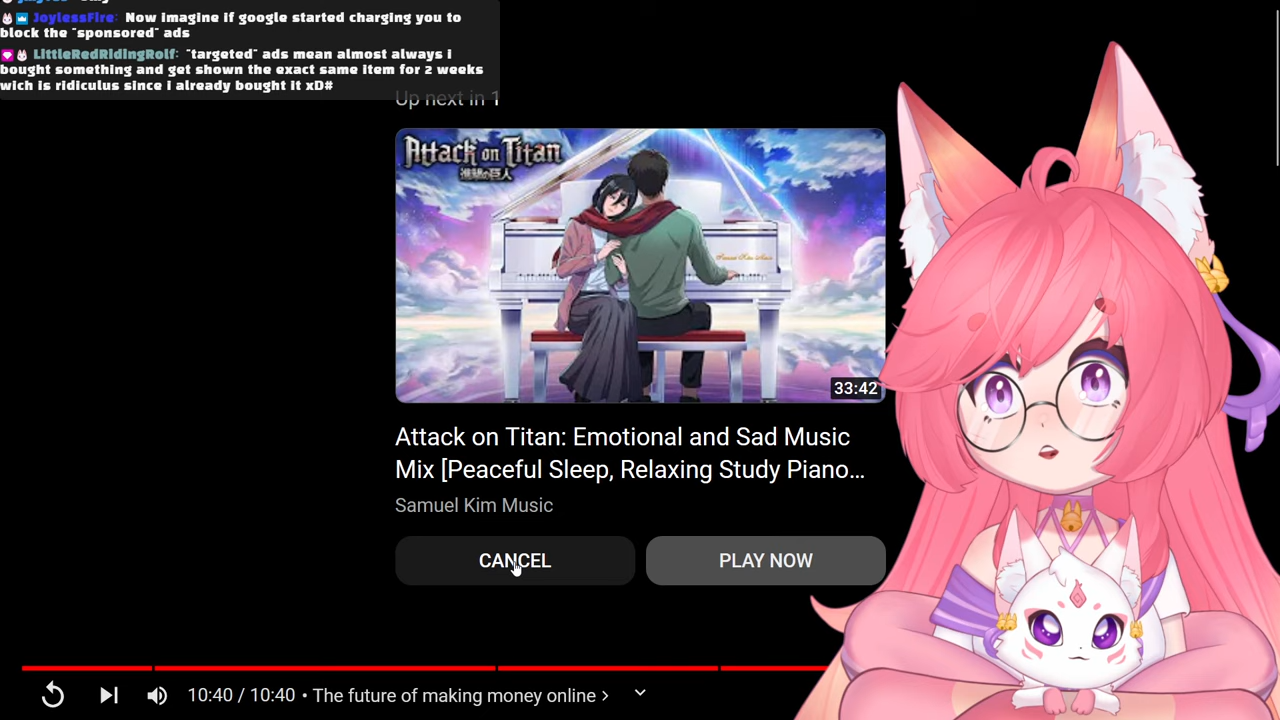 JoylessFire: Now imagine if google started charging you to
block the "sponsored" ads
LittleRedRidingRolf: "targeted" ads mean almost always i
bought something and get shown the exact same item for 2 weeks
wich is ridiculus since i already bought it xD#
Up next in 1
Attack on Titan
進撃の巨人
33:42
Attack on Titan: Emotional and Sad Music
Mix [Peaceful Sleep, Relaxing Study Piano...
Samuel Kim Music
CANCEL
PLAY NOW
10:40 / 10:40 • The future of making money online >